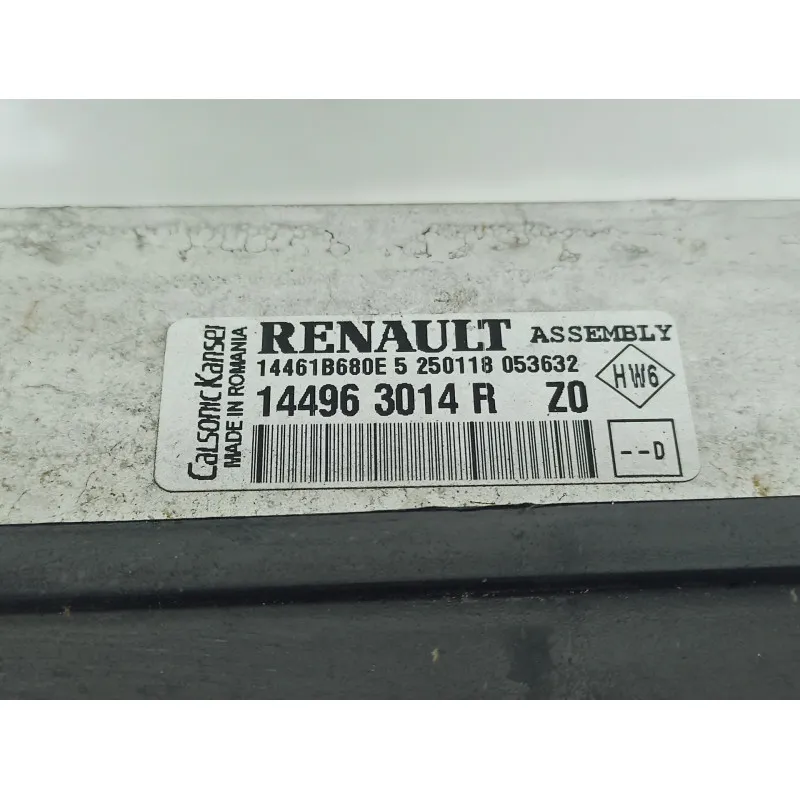 Calsonic Kansei
MADE IN ROMANIA
RENAULT ASSEMBLY
14461B680E 5 250118 053632
14496 3014 R Z0
HW6
--D